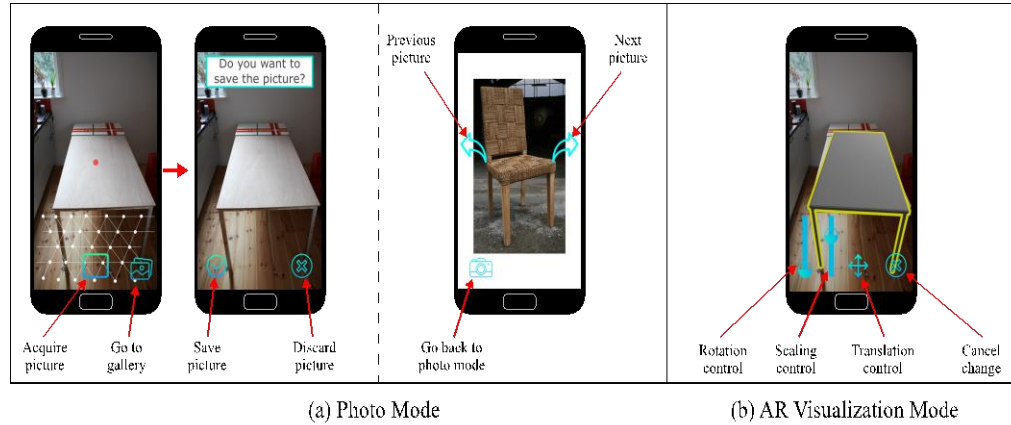 Do you want to
save the picture?
Previous
picture
Next
picture
Acquire
picture
Go to
gallery
Save
picture
Discard
picture
Go back to
photo mode
Rotation
control
Scaling
control
Translation
control
Cancel
change
(a) Photo Mode
(b) AR Visualization Mode